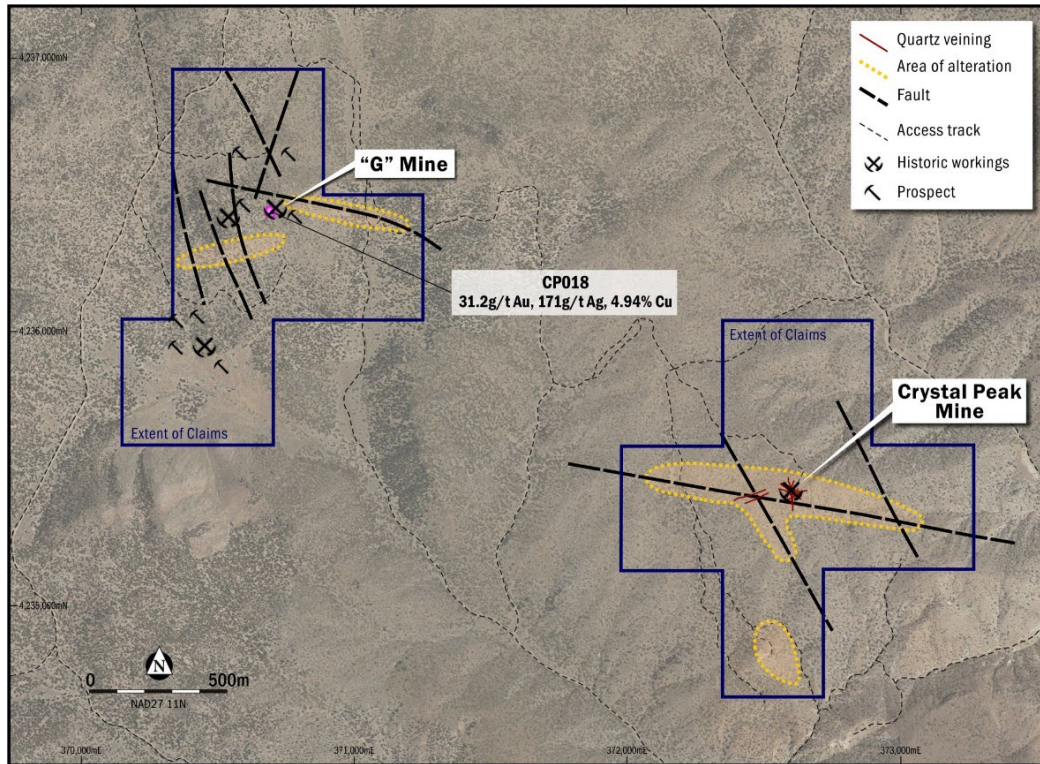 4,237,000mN
Quartz veining
Area of alteration
Fault
Access track
Historic workings
Prospect
“G” Mine
CP018
31.2g/t Au, 171g/t Ag, 4.94% Cu
4,236,000mN
Extent of Claims
Crystal Peak
Mine
Extent of Claims
4,235,000mN
N
0 500m
NAD27 11N
370,000mE 371,000mE 372,000mE 373,000mE